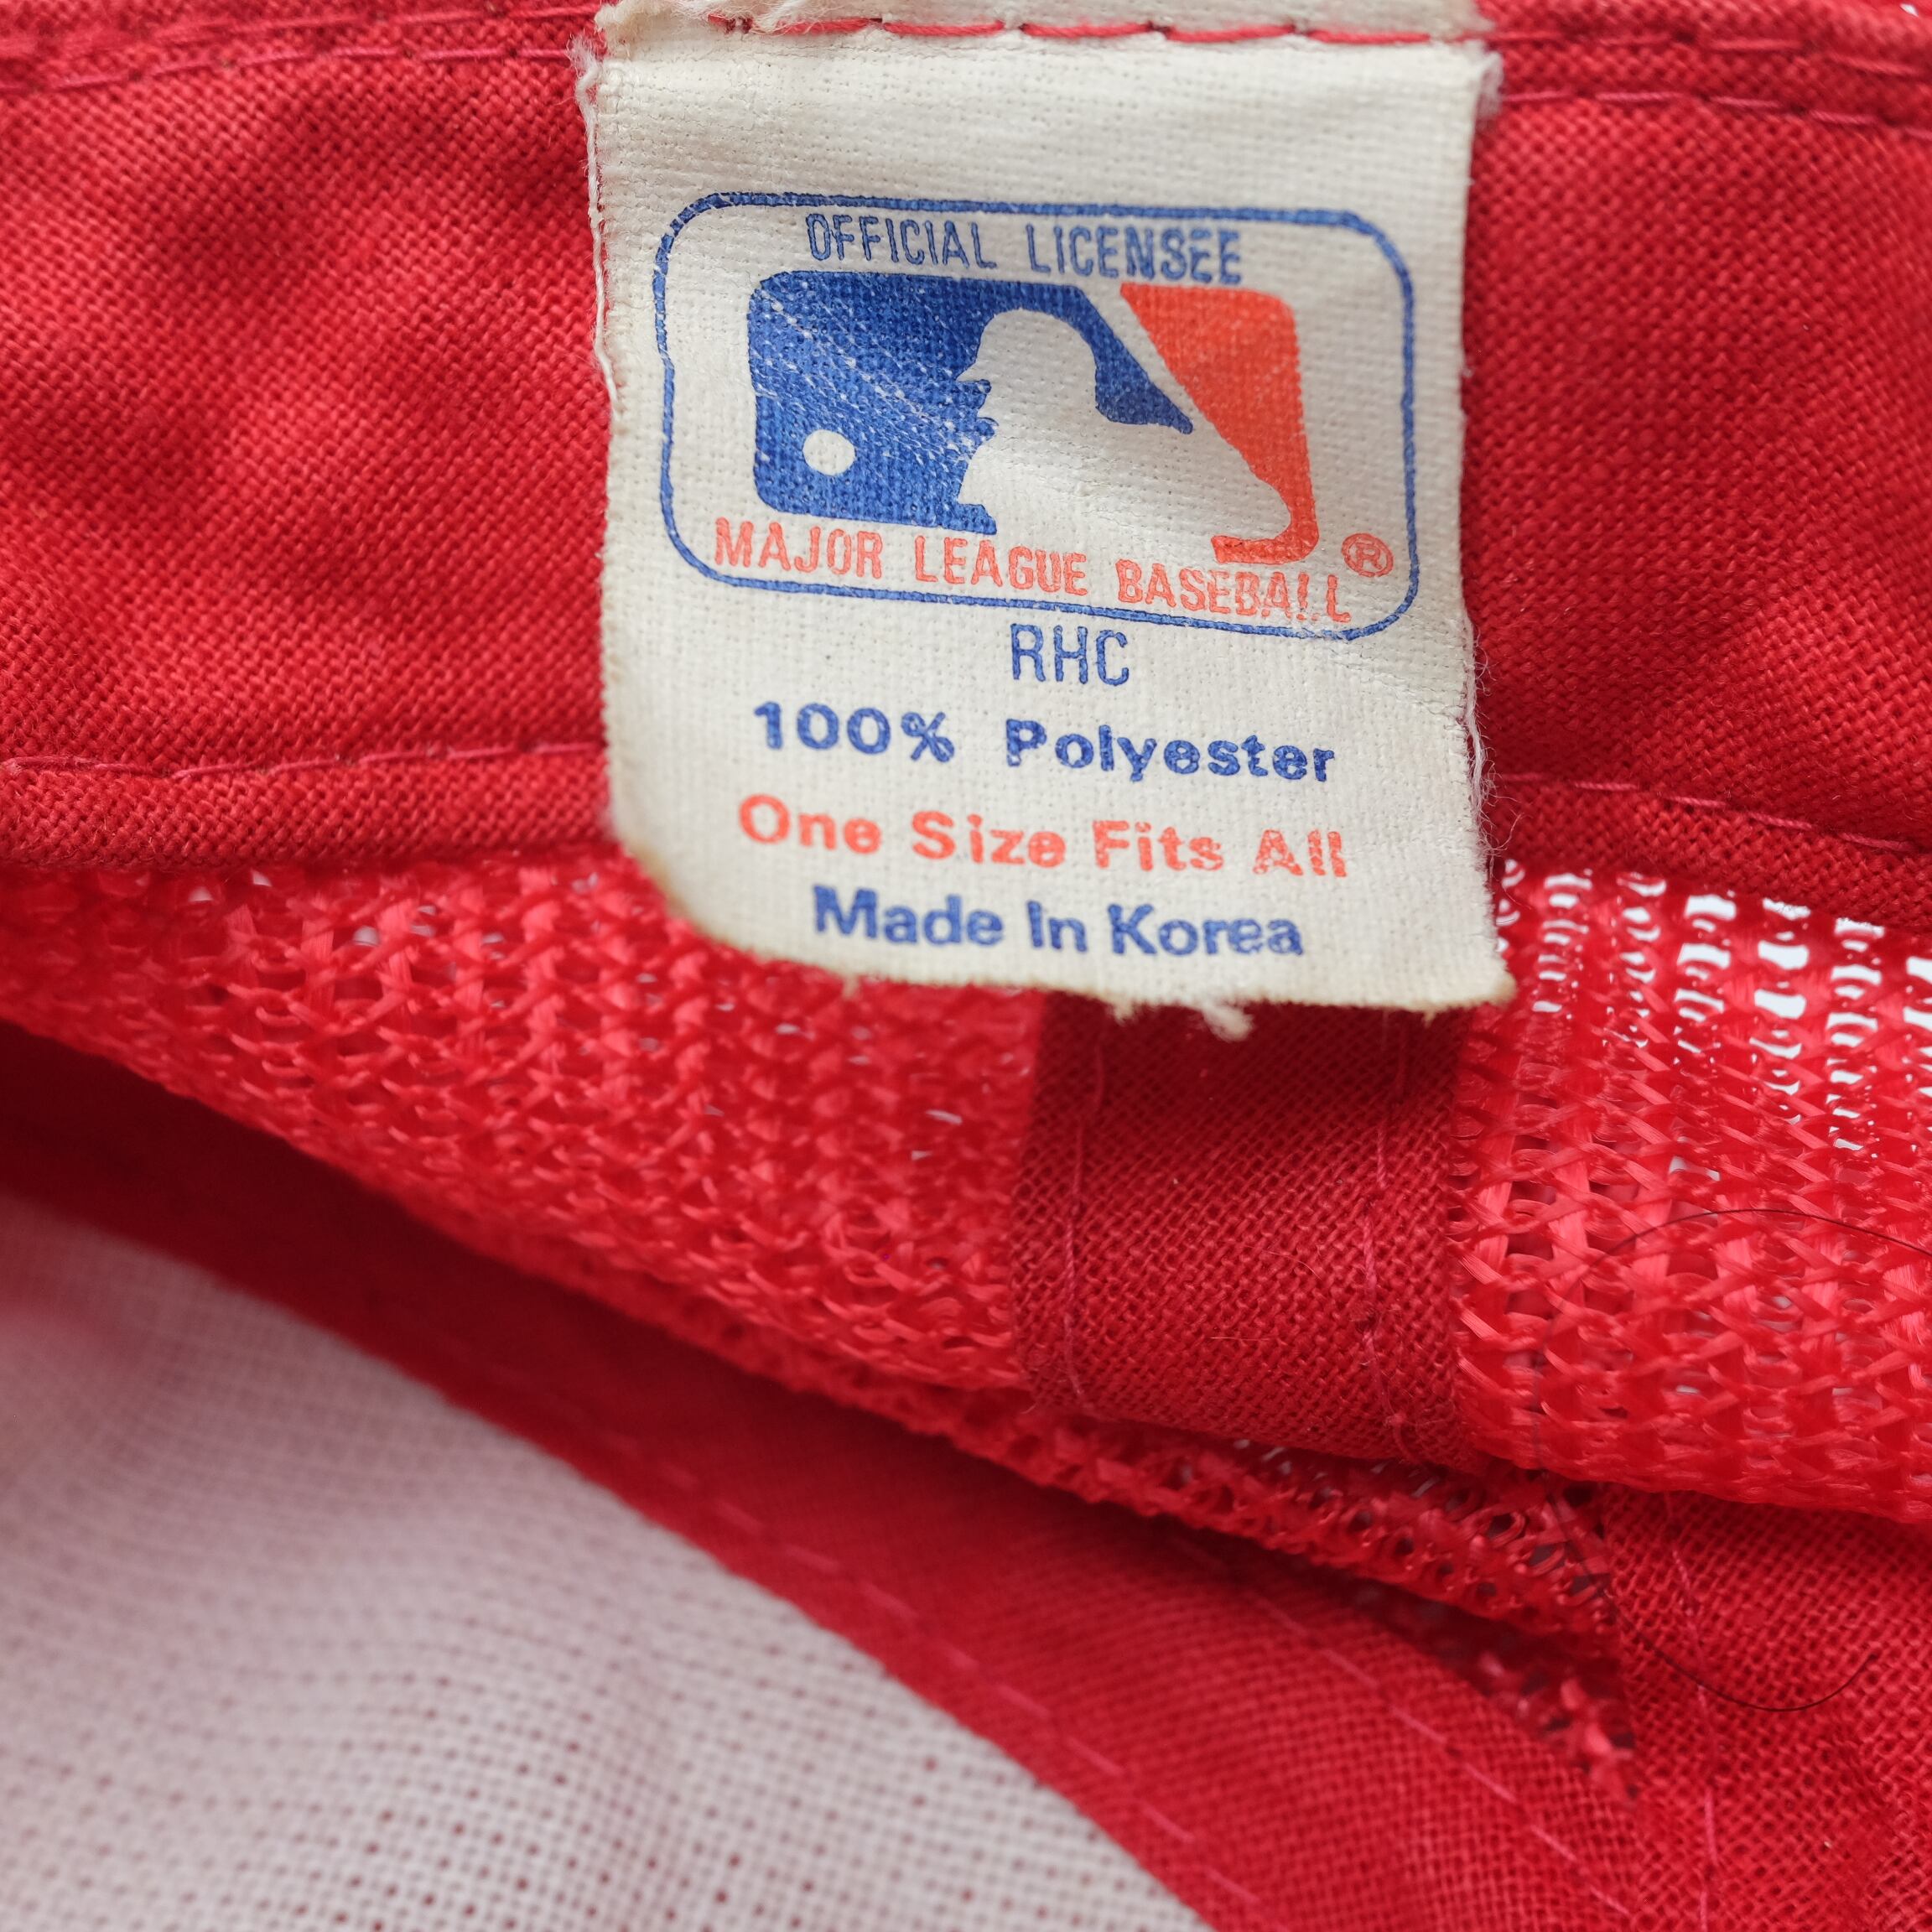 OFFICIAL LICENSEE
MAJOR LEAGUE BASEBALL®
RHC
100% Polyester
One Size Fits All
Made In Korea